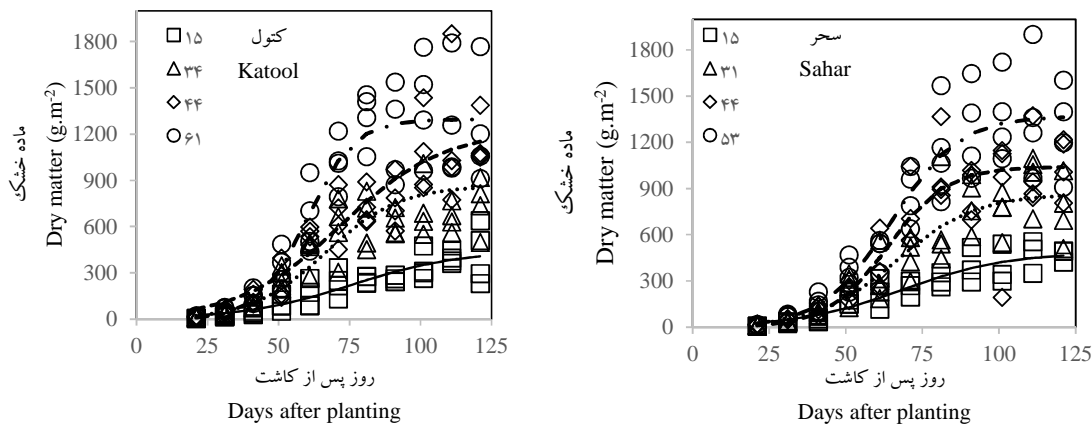 1800
1500
1200
900
600
300
0
ماده خشک
Dry matter (g.m-2)
۱۵
۳۴
۴۴
۶۱
کتول
Katool
0 25 50 75 100 125
روز پس از کاشت
Days after planting
1800
1500
1200
900
600
300
0
ماده خشک
Dry matter (g.m-2)
۱۵
۳۱
۴۴
۵۳
سحر
Sahar
0 25 50 75 100 125
روز پس از کاشت
Days after planting